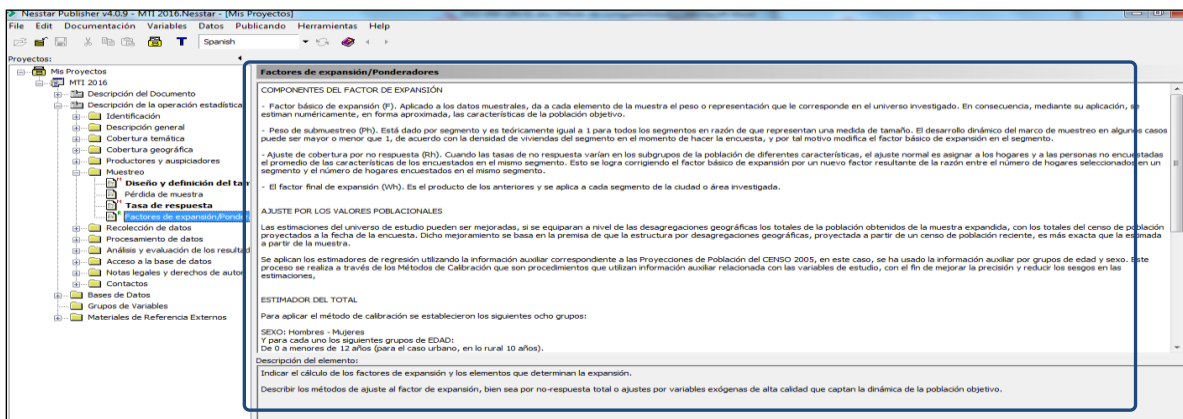 Nesstar Publisher v4.0.9 - MTI 2016.Nesstar - [Mis Proyectos]
File Edit Documentación Variables Datos Publicando Herramientas Help
T Spanish
Proyectos:
Mis Proyectos
MTI 2016
Descripción del Documento
Descripción de la operación estadística
Identificación
Descripción general
Cobertura temática
Cobertura geográfica
Productores y auspiciadores
Muestreo
Diseño y definición del tam
Pérdida de muestra
Tasa de respuesta
Factores de expansión/Ponder
Recolección de datos
Procesamiento de datos
Análisis y evaluación de los resultad
Acceso a la base de datos
Notas legales y derechos de autor
Contactos
Bases de Datos
Grupos de Variables
Materiales de Referencia Externos
Factores de expansión/Ponderadores
COMPONENTES DEL FACTOR DE EXPANSIÓN
- Factor básico de expansión (F). Aplicado a los datos muestrales, da a cada elemento de la muestra el peso o representación que le corresponde en el universo investigado. En consecuencia, mediante su aplicación, se
estiman numéricamente, en forma aproximada, las características de la población objetivo.
- Peso de submuestreo (Ph). Está dado por segmento y es teóricamente igual a 1 para todos los segmentos en razón de que representan una medida de tamaño. El desarrollo dinámico del marco de muestreo en algunos casos
puede ser mayor o menor que 1, de acuerdo con la densidad de viviendas del segmento en el momento de hacer la encuesta, y por tal motivo modifica el factor básico de expansión en el segmento.
- Ajuste de cobertura por no respuesta (Rh). Cuando las tasas de no respuesta varían en los subgrupos de la población de diferentes características, el ajuste normal es asignar a los hogares y a las personas no encuestadas
el promedio de las características de los encuestados en el mismo segmento. Esto se logra corrigiendo el factor básico de expansión por un nuevo factor resultante de la razón entre el número de hogares seleccionados en un
segmento y el número de hogares encuestados en el mismo segmento.
- El factor final de expansión (Wh). Es el producto de los anteriores y se aplica a cada segmento de la ciudad o área investigada.
AJUSTE POR LOS VALORES POBLACIONALES
Las estimaciones del universo de estudio pueden ser mejoradas, si se equiparan a nivel de las desagregaciones geográficas los totales de la población obtenidos de la muestra expandida, con los totales del censo de población
proyectados a la fecha de la encuesta. Dicho mejoramiento se basa en la premisa de que la estructura por desagregaciones geográficas, proyectada a partir de un censo de población reciente, es más exacta que la estimada
a partir de la muestra.
Se aplican los estimadores de regresión utilizando la información auxiliar correspondiente a las Proyecciones de Población del CENSO 2005, en este caso, se ha usado la información auxiliar por grupos de edad y sexo. Este
proceso se realiza a través de los Métodos de Calibración que son procedimientos que utilizan información auxiliar relacionada con las variables de estudio, con el fin de mejorar la precisión y reducir los sesgos en las
estimaciones,
ESTIMADOR DEL TOTAL
Para aplicar el método de calibración se establecieron los siguientes ocho grupos:
SEXO: Hombres - Mujeres
Y para cada uno los siguientes grupos de EDAD:
De 0 a menores de 12 años (para el caso urbano, en lo rural 10 años).
Descripción del elemento:
Indicar el cálculo de los factores de expansión y los elementos que determinan la expansión.
Describir los métodos de ajuste al factor de expansión, bien sea por no-respuesta total o ajustes por variables exógenas de alta calidad que captan la dinámica de la población objetivo.